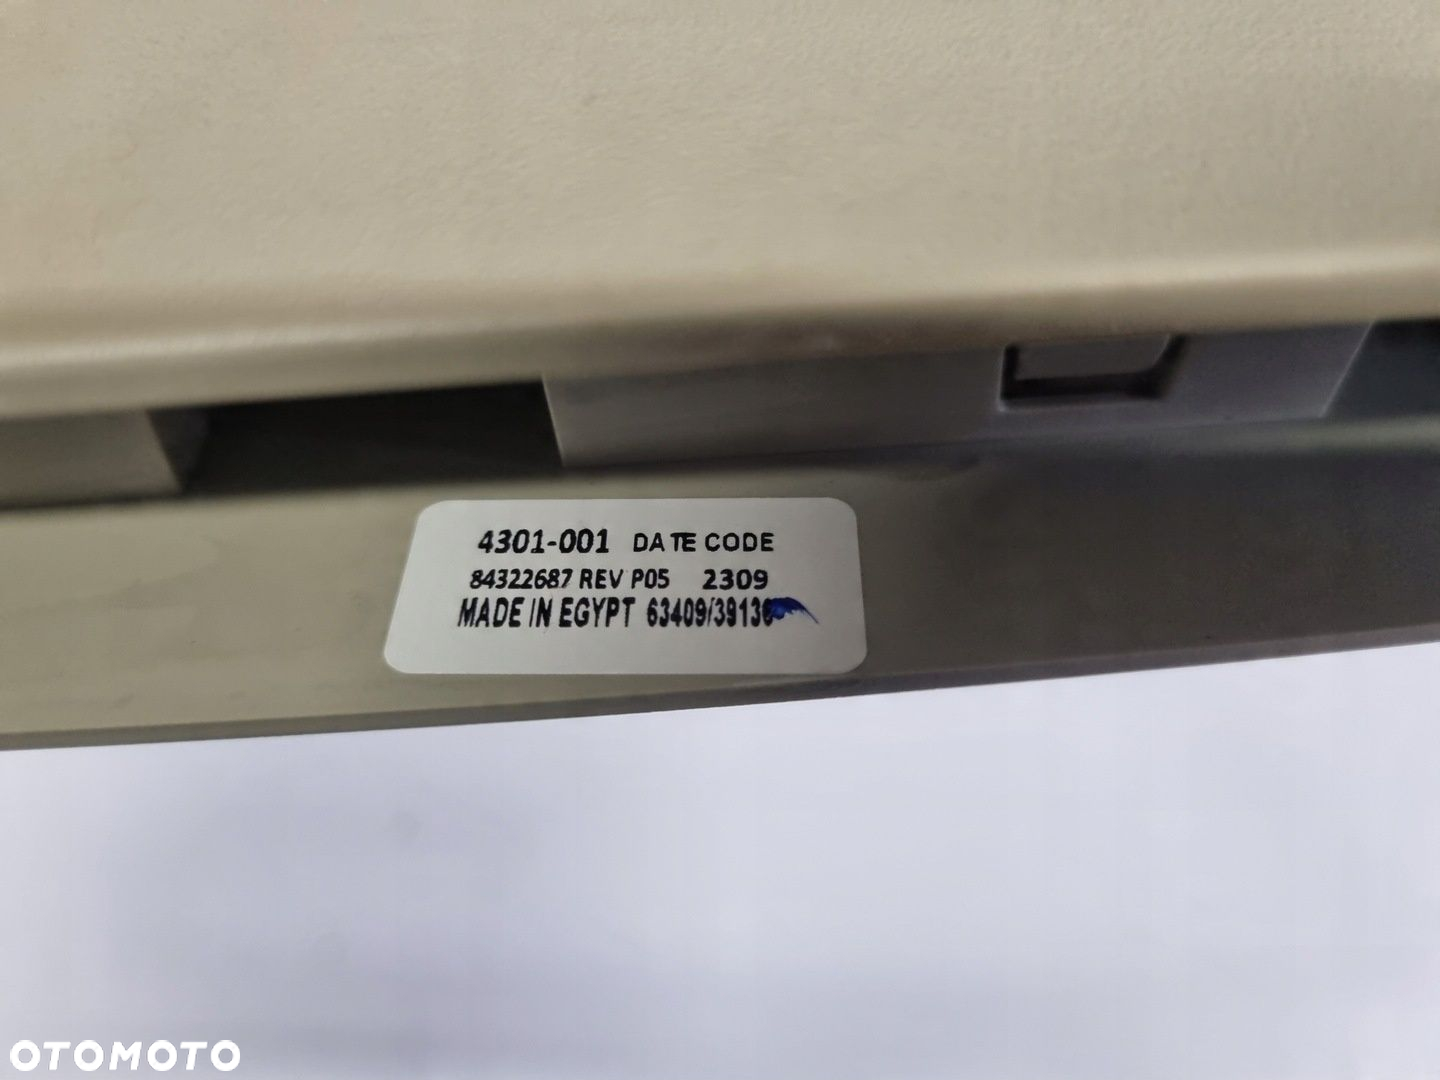 4301-001 DATE CODE
84322687 REV P05 2309
MADE IN EGYPT 63409/3913
OTOMOTO